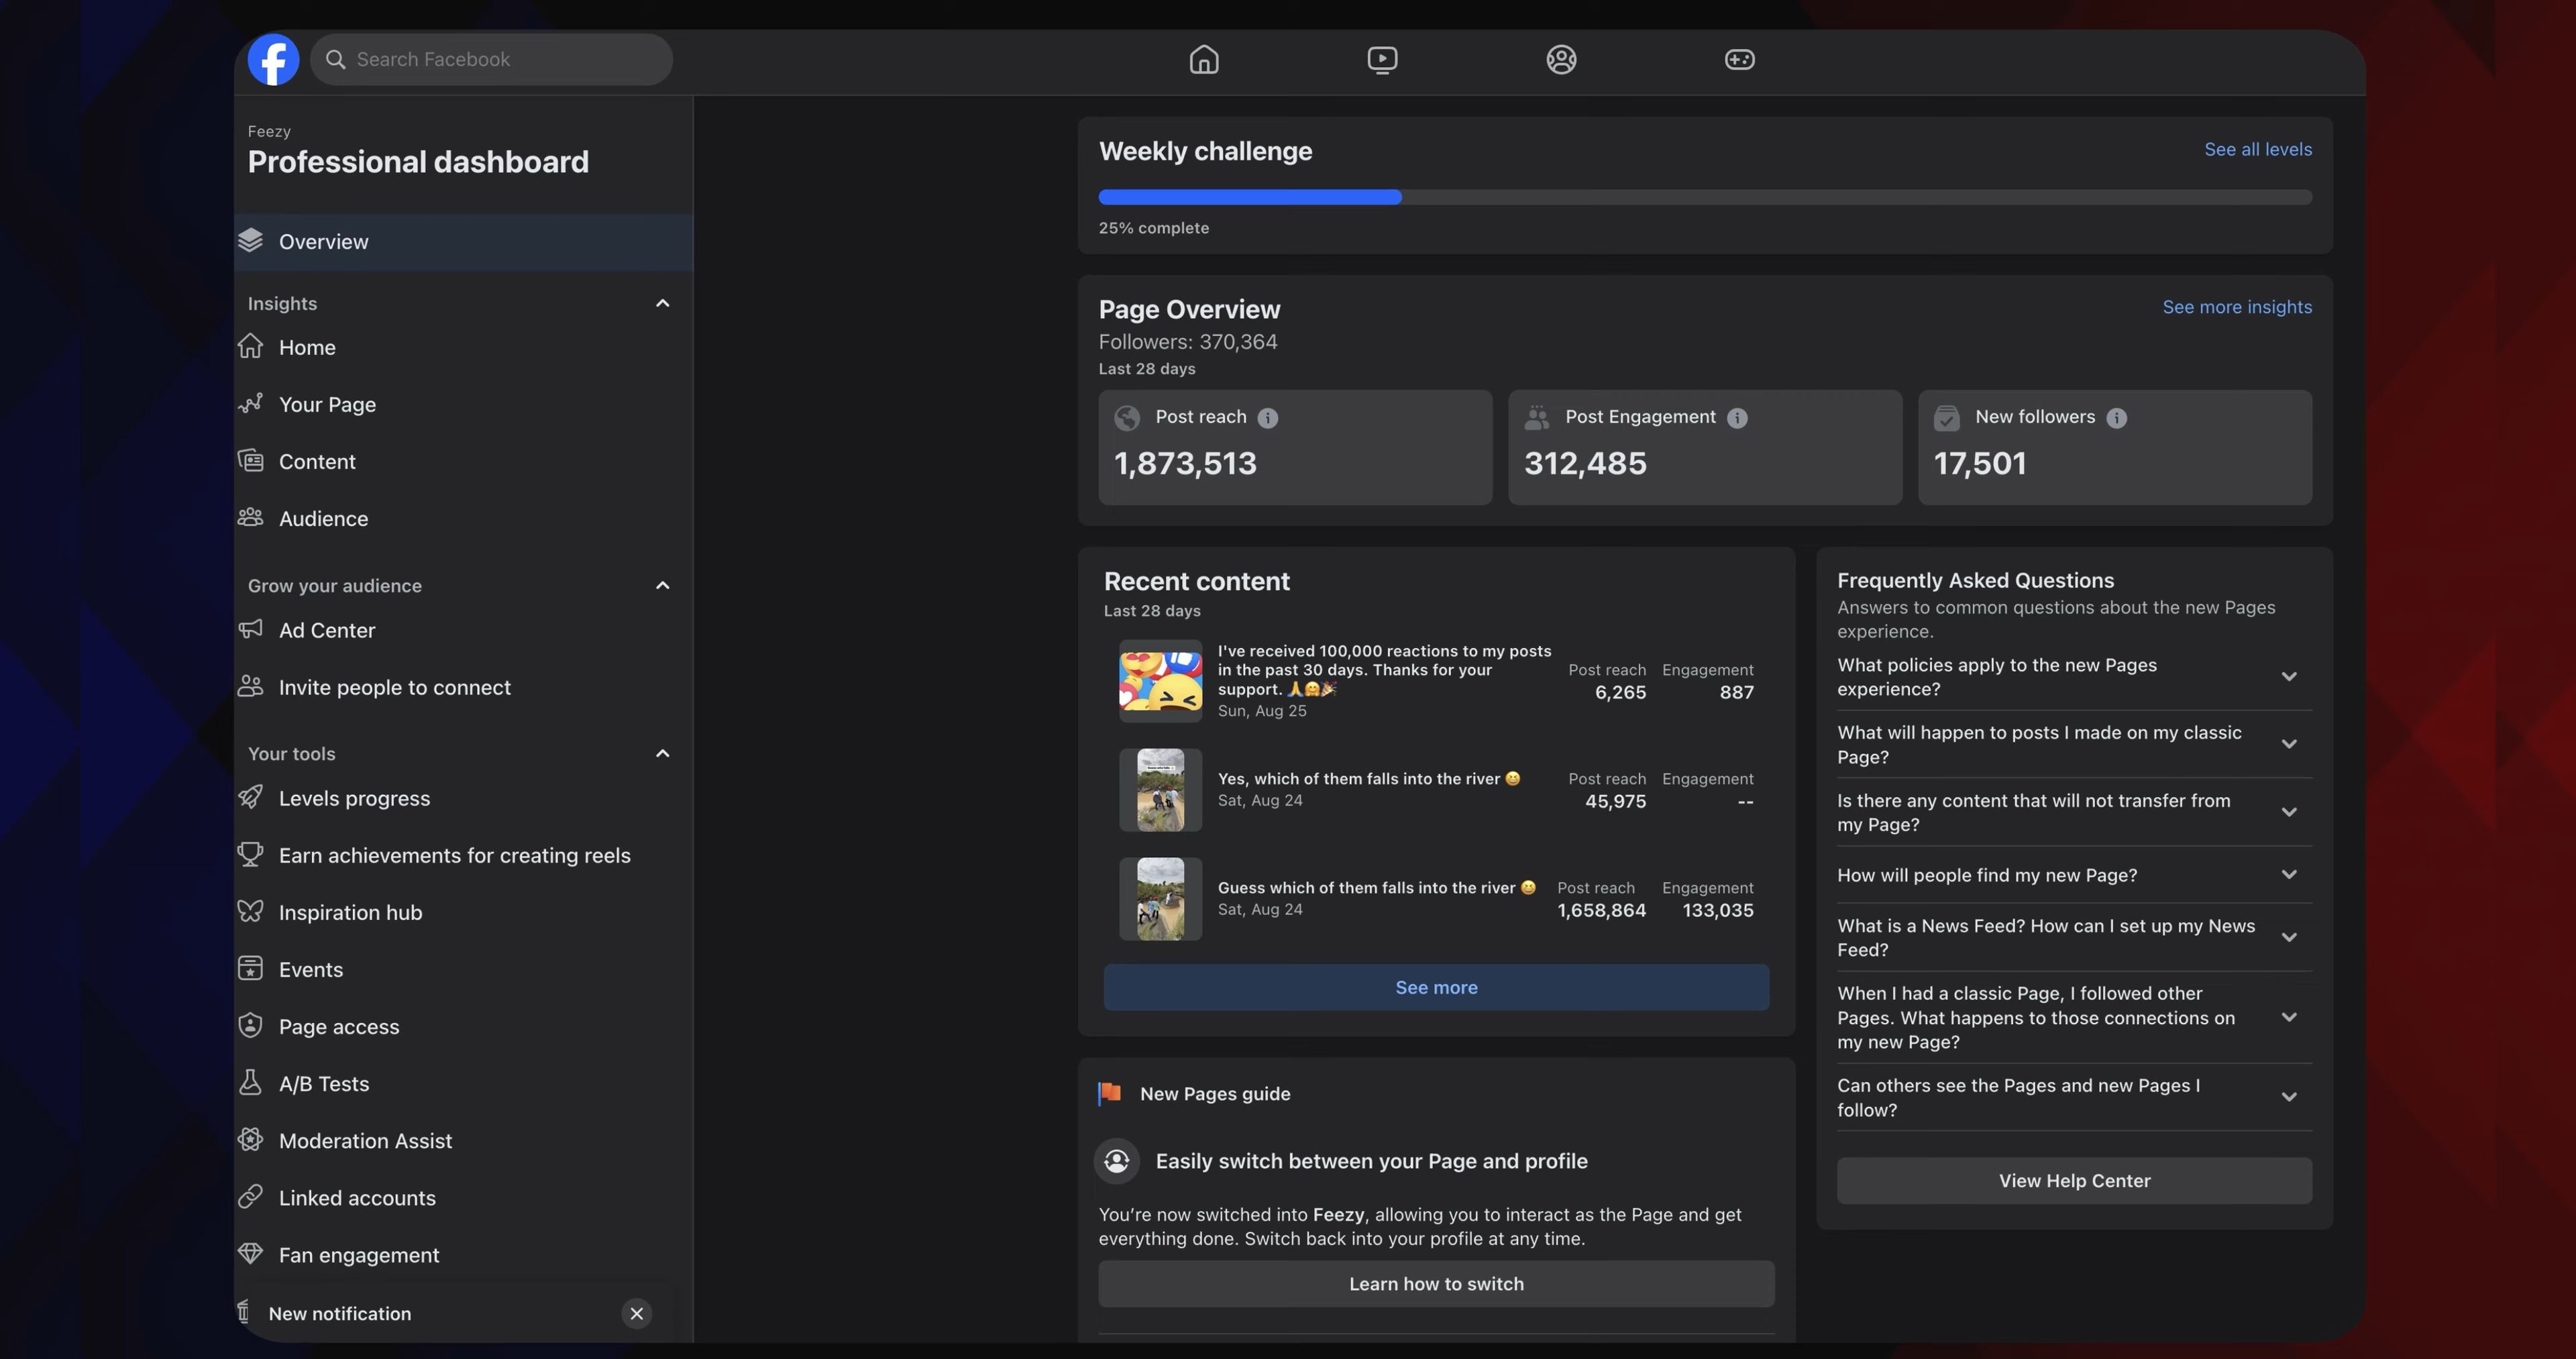 Search Facebook
Feezy
Professional dashboard
Overview
Insights
Home
Your Page
Content
Audience
Grow your audience
Ad Center
Invite people to connect
Your tools
Levels progress
Earn achievements for creating reels
Inspiration hub
Events
Page access
A/B Tests
Moderation Assist
Linked accounts
Fan engagement
New notification
Weekly challenge
See all levels
25% complete
Page Overview
See more insights
Followers: 370,364
Last 28 days
Post reach
1,873,513
Post Engagement
312,485
New followers
17,501
Recent content
Last 28 days
I've received 100,000 reactions to my posts
in the past 30 days. Thanks for your
support. 🙏🤗🎉
Sun, Aug 25
Post reach
6,265
Engagement
887
Yes, which of them falls into the river 😆
Sat, Aug 24
Post reach
45,975
Engagement
--
Guess which of them falls into the river 😆
Sat, Aug 24
Post reach
1,658,864
Engagement
133,035
See more
New Pages guide
Easily switch between your Page and profile
You're now switched into Feezy, allowing you to interact as the Page and get
everything done. Switch back into your profile at any time.
Learn how to switch
Frequently Asked Questions
Answers to common questions about the new Pages
experience.
What policies apply to the new Pages
experience?
What will happen to posts I made on my classic
Page?
Is there any content that will not transfer from
my Page?
How will people find my new Page?
What is a News Feed? How can I set up my News
Feed?
When I had a classic Page, I followed other
Pages. What happens to those connections on
my new Page?
Can others see the Pages and new Pages I
follow?
View Help Center